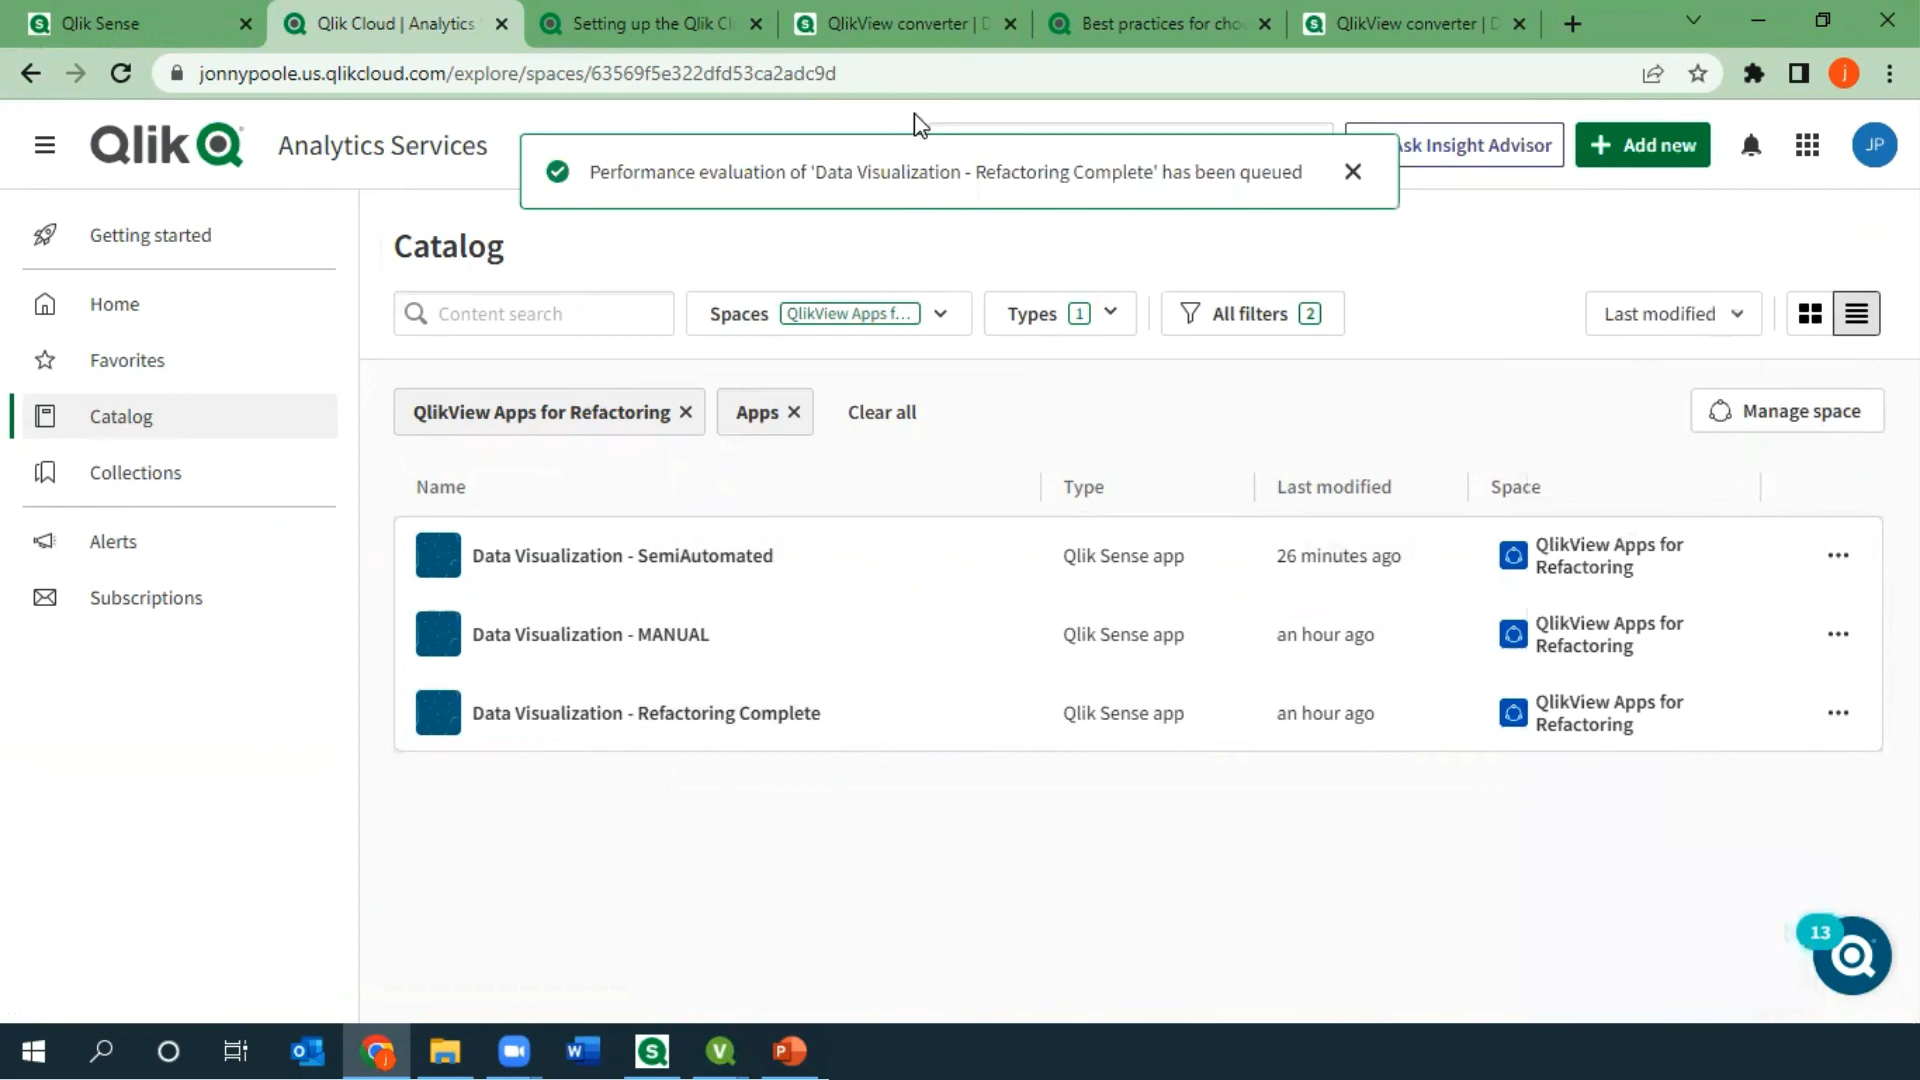 Qlik Sense
Qlik Cloud | Analytics
Setting up the Qlik Cl
QlikView converter | D
Best practices for cho
QlikView converter | D
jonnypoole.us.qlikcloud.com/explore/spaces/63569f5e322dfd53ca2adc9d
j
Qlik
Analytics Services
Performance evaluation of 'Data Visualization - Refactoring Complete' has been queued
sk Insight Advisor
Add new
JP
Getting started
Home
Favorites
Catalog
Collections
Alerts
Subscriptions
Catalog
Content search
Spaces QlikView Apps f...
Types 1
All filters 2
Last modified
QlikView Apps for Refactoring
Apps
Clear all
Manage space
Name Type Last modified Space
Data Visualization - SemiAutomated Qlik Sense app 26 minutes ago QlikView Apps for
Refactoring
Data Visualization - MANUAL Qlik Sense app an hour ago QlikView Apps for
Refactoring
Data Visualization - Refactoring Complete Qlik Sense app an hour ago QlikView Apps for
Refactoring
13